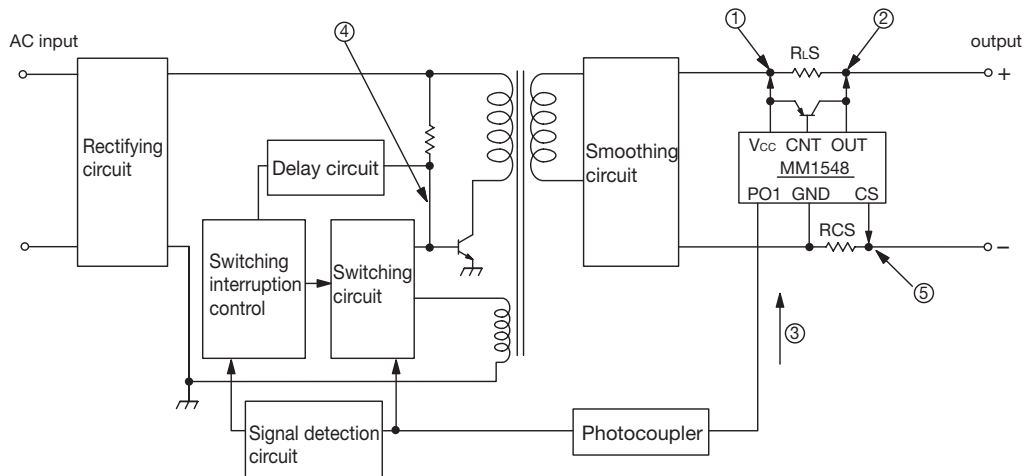 AC input
Rectifying
circuit
④
Delay circuit
Switching
interruption
control
Switching
circuit
Signal detection
circuit
Smoothing
circuit
Photocoupler
①
RLS
②
output
+
VCC CNT OUT
MM1548
PO1 GND CS
RCS
−
⑤
③